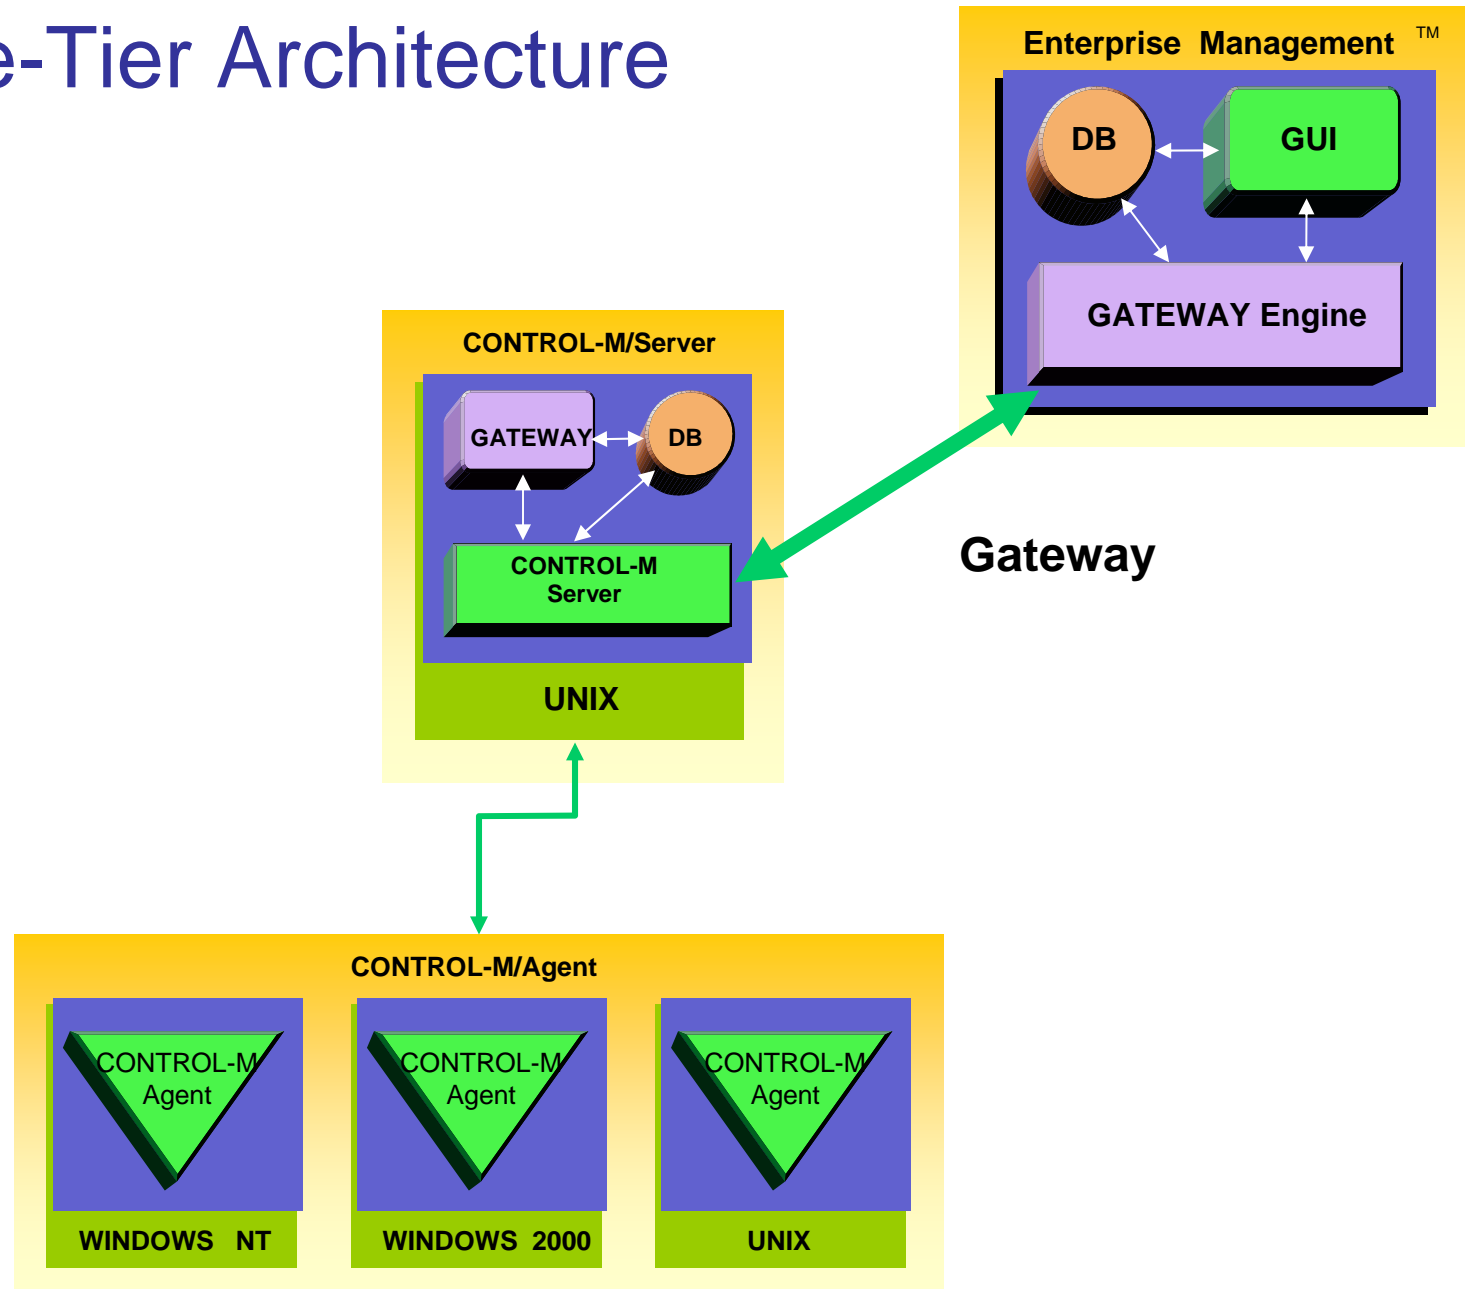 e-Tier Architecture
Enterprise Management ™
DB
GUI
GATEWAY Engine
CONTROL-M/Server
GATEWAY
DB
CONTROL-M
Server
UNIX
Gateway
CONTROL-M/Agent
CONTROL-M
Agent
CONTROL-M
Agent
CONTROL-M
Agent
WINDOWS NT
WINDOWS 2000
UNIX